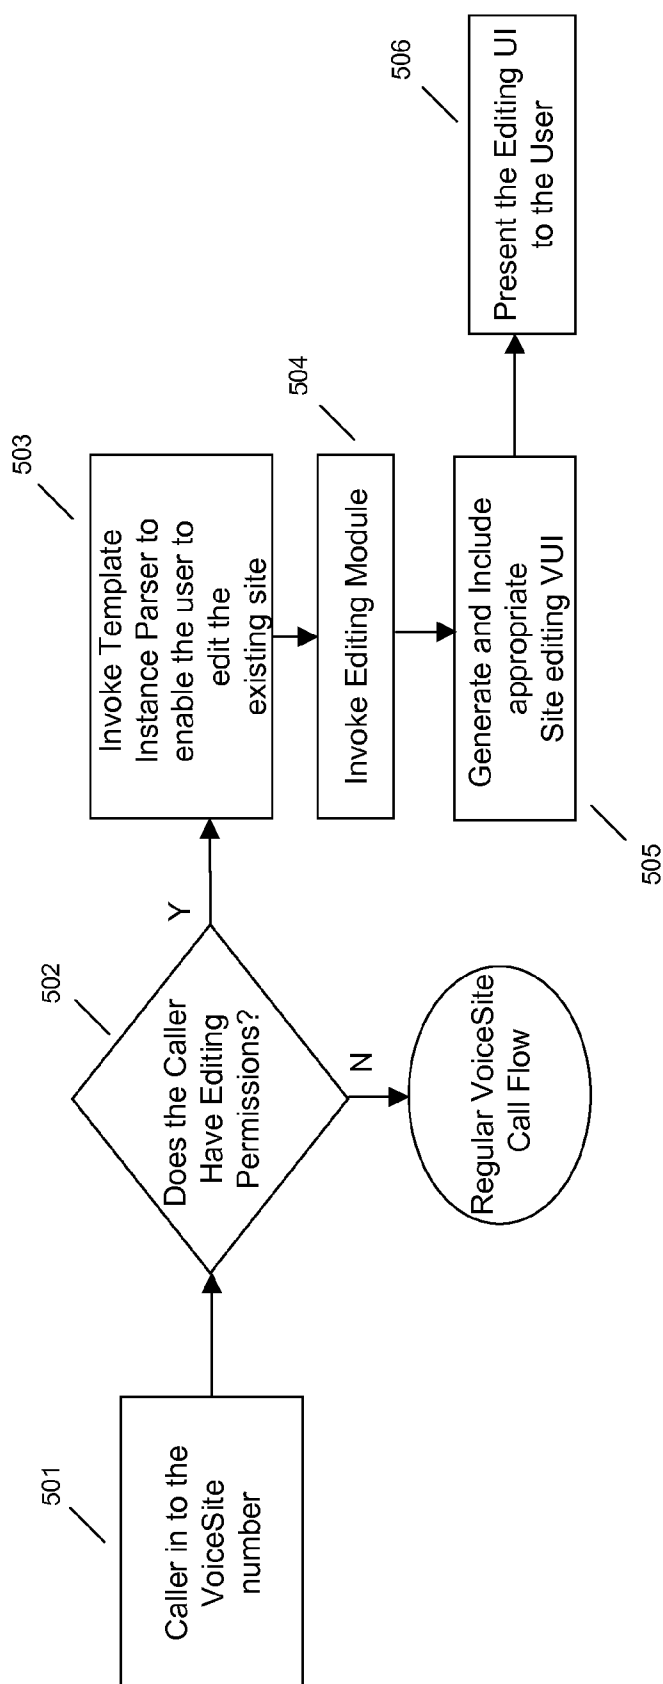 501
Caller in to the
VoiceSite
number
502
Does the Caller
Have Editing
Permissions?
Y
N
Regular VoiceSite
Call Flow
503
Invoke Template
Instance Parser to
enable the user to
edit the
existing site
504
Invoke Editing Module
Generate and Include
appropriate
Site editing VUI
505
506
Present the Editing UI
to the User